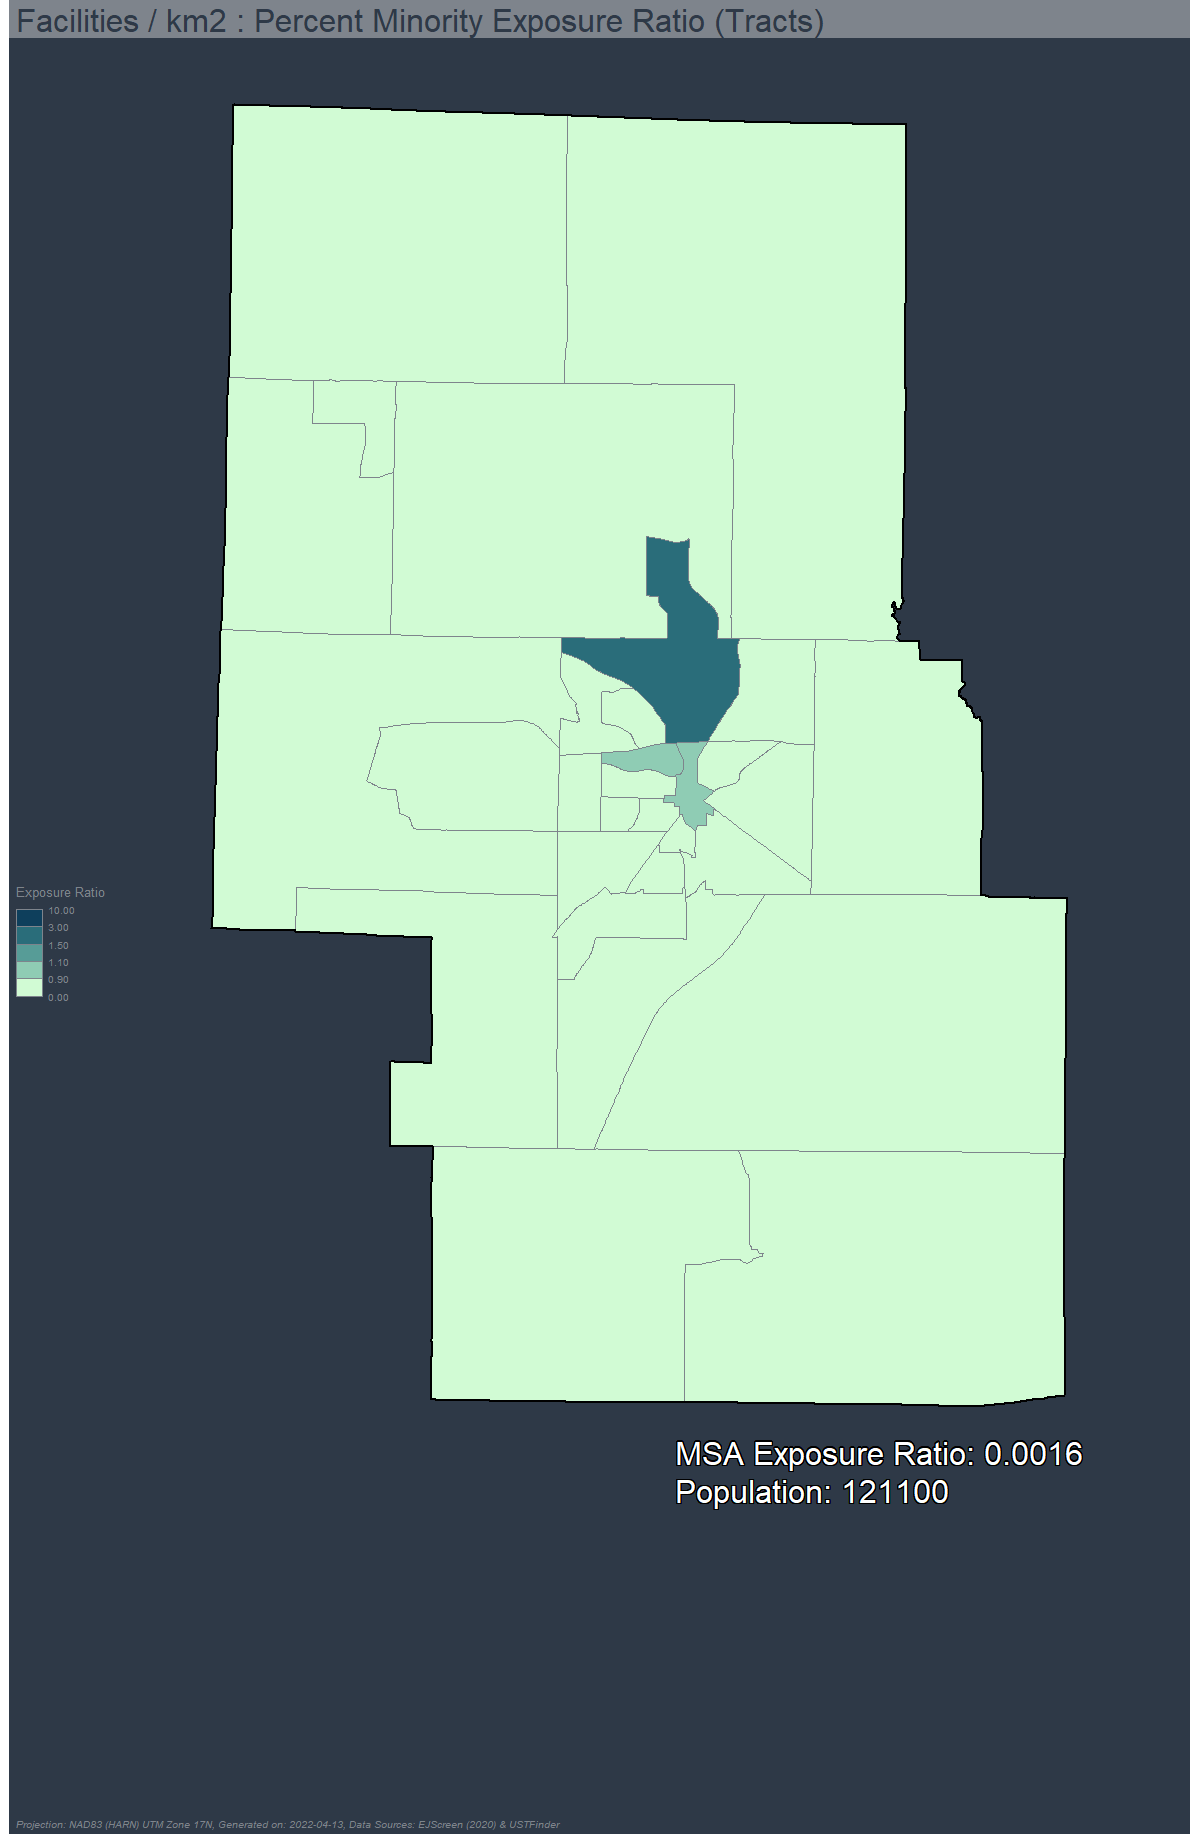 Facilities / km2 : Percent Minority Exposure Ratio (Tracts)
Exposure Ratio
10.00
3.00
1.50
1.10
0.90
0.00
MSA Exposure Ratio: 0.0016
Population: 121100
Projection: NAD83 (HARN) UTM Zone 17N, Generated on: 2022-04-13, Data Sources: EJScreen (2020) & USTFinder